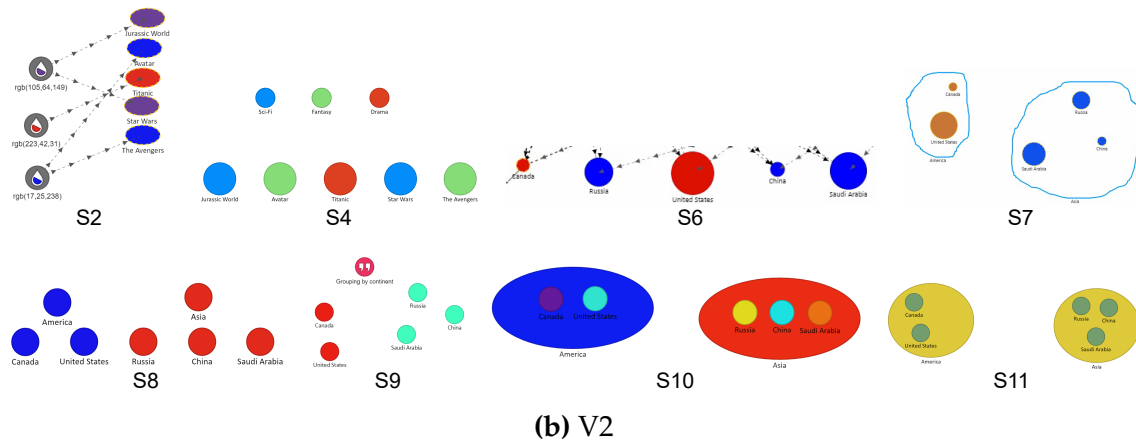 Jurassic World
Avatar
rgb(105,64,149)
Titanic
Star Wars
rgb(223,42,31)
The Avengers
rgb(17,25,238)
S2
Sci-Fi
Fantasy
Drama
Jurassic World
Avatar
Titanic
Star Wars
The Avengers
S4
Canada
Russia
United States
China
Saudi Arabia
S6
Canada
United States
America
Russia
China
Saudi Arabia
Asia
S7
America
Canada
United States
Asia
Russia
China
Saudi Arabia
S8
Grouping by continent
Russia
Canada
China
Saudi Arabia
United States
S9
Canada
United States
America
Russia
China
Saudi Arabia
Asia
S10
Canada
United States
America
Russia
China
Saudi Arabia
Asia
S11
(b) V2